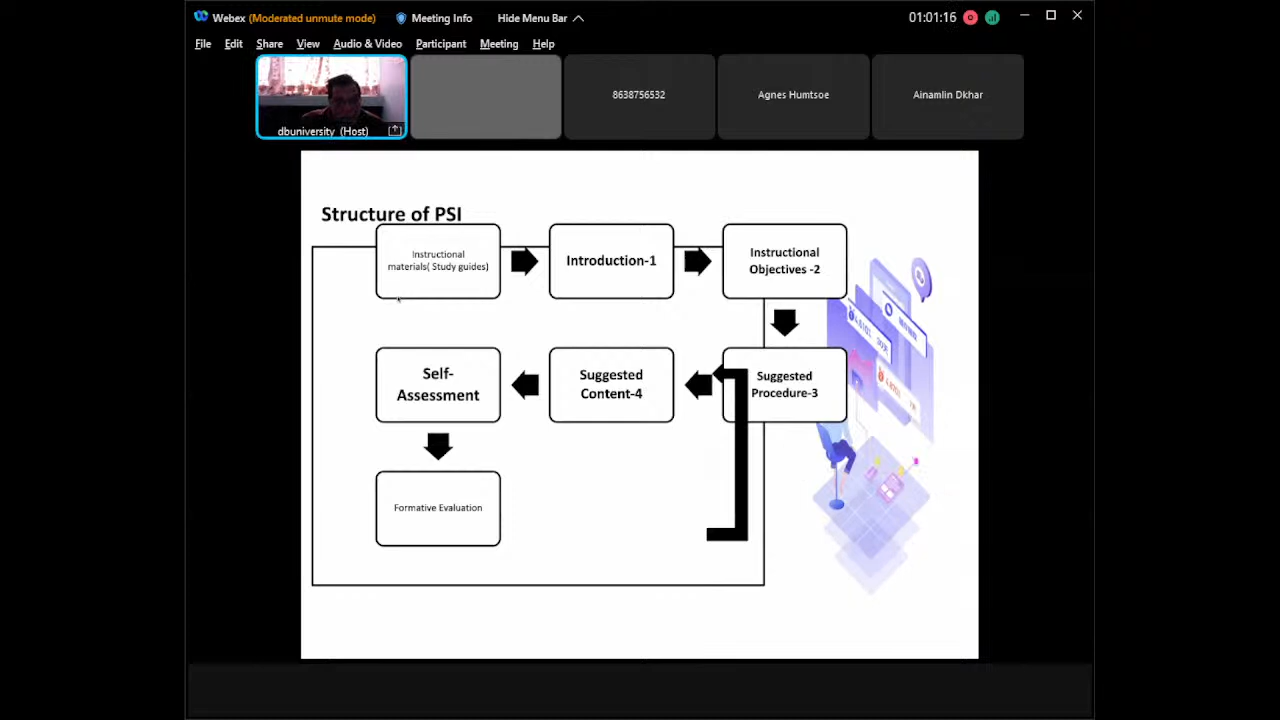 Webex (Moderated unmute mode) Meeting Info Hide Menu Bar 01:01:16
File Edit Share View Audio & Video Participant Meeting Help
dbuniversity (Host)
8638756532
Agnes Humtsoe
Ainamlin Dkhar
Structure of PSI
Instructional
materials( Study guides)
Introduction-1
Instructional
Objectives -2
Suggested
Procedure-3
Suggested
Content-4
Self-
Assessment
Formative Evaluation